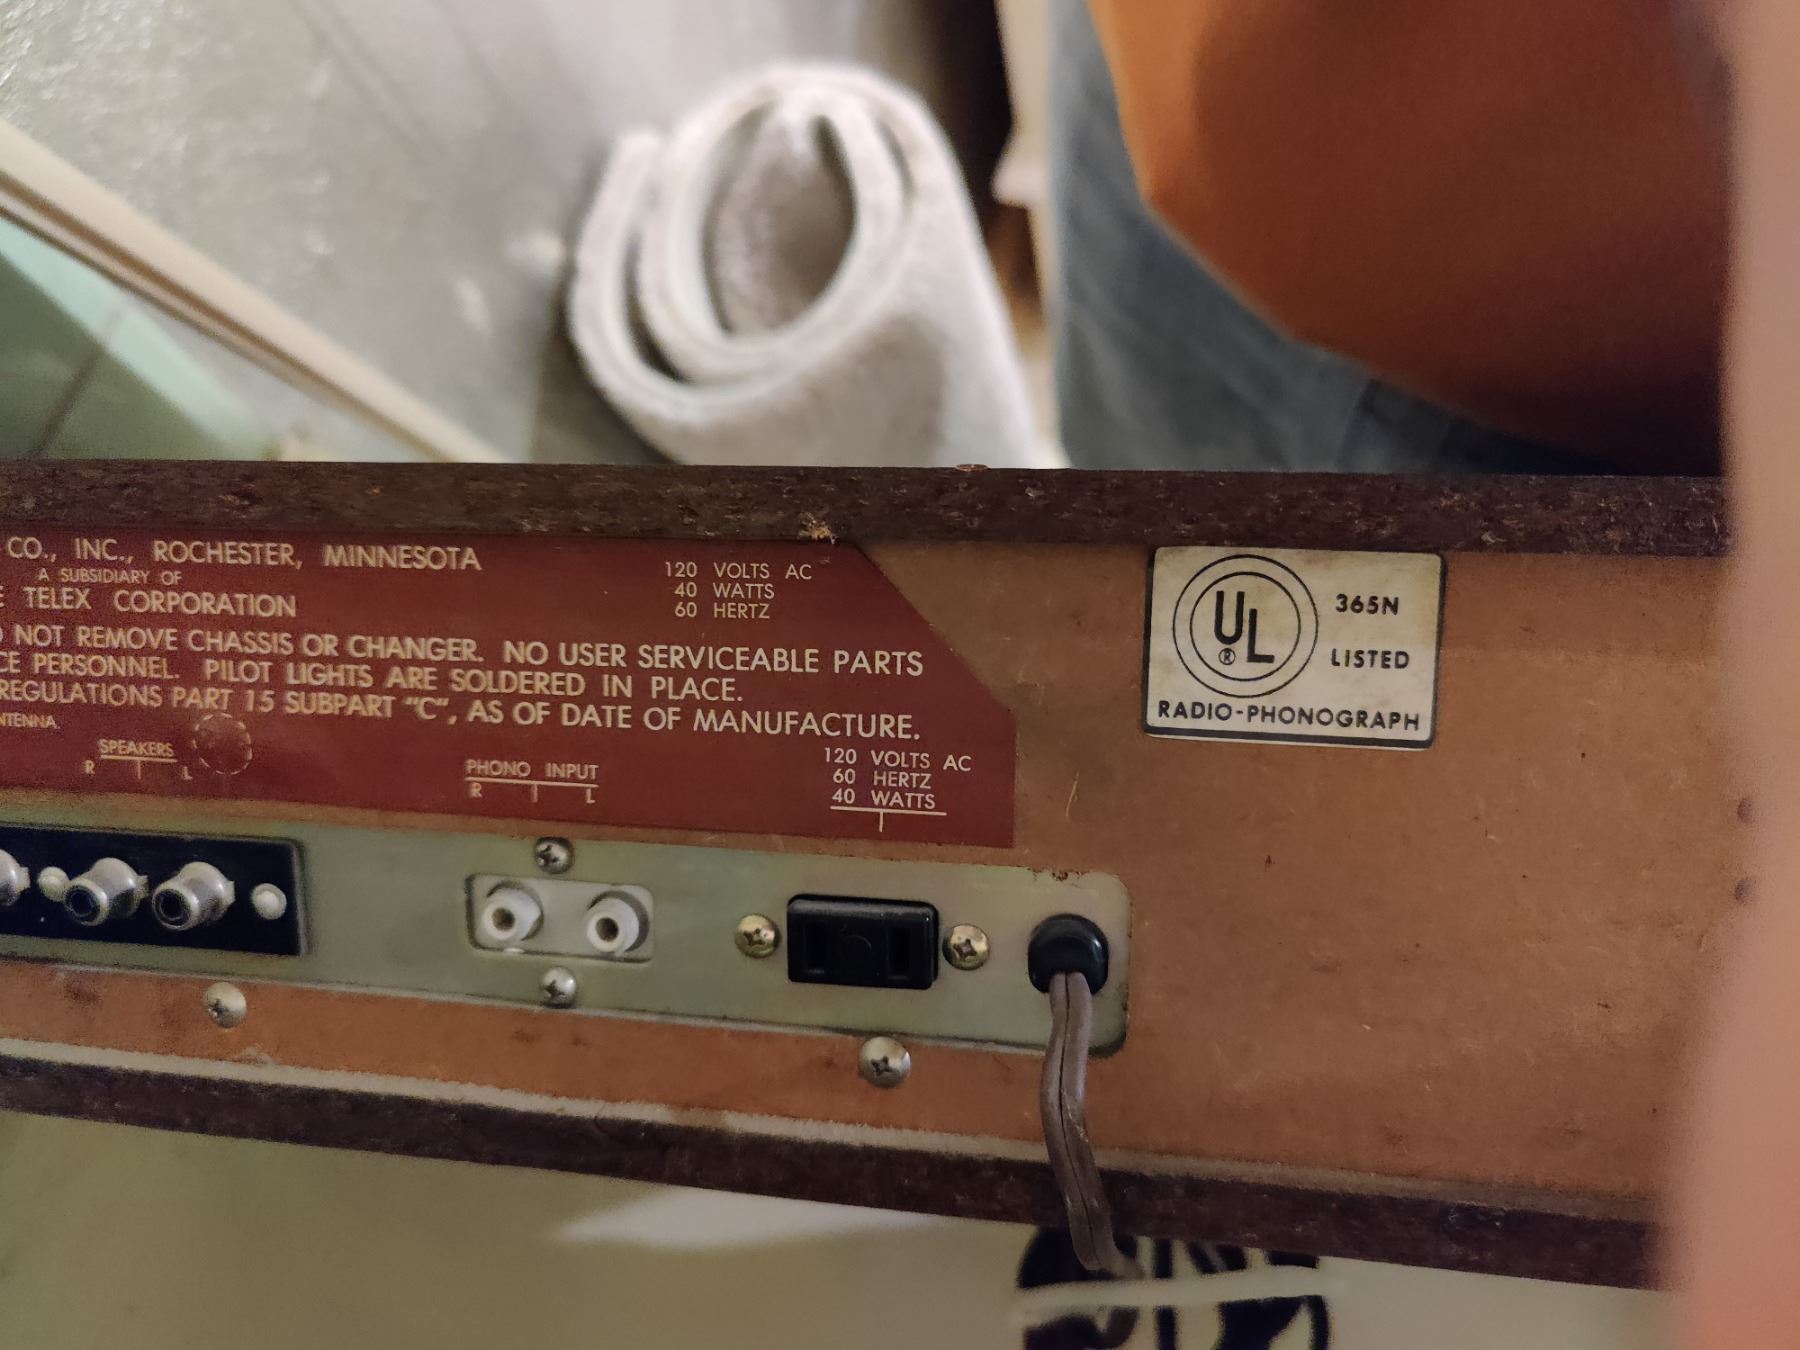 CO., INC., ROCHESTER, MINNESOTA
A SUBSIDIARY OF
TELEX CORPORATION
120 VOLTS AC
40 WATTS
60 HERTZ
NOT REMOVE CHASSIS OR CHANGER. NO USER SERVICEABLE PARTS
PERSONNEL. PILOT LIGHTS ARE SOLDERED IN PLACE.
REGULATIONS PART 15 SUBPART "C", AS OF DATE OF MANUFACTURE.
SPEAKERS
R L
PHONO INPUT
R L
120 VOLTS AC
60 HERTZ
40 WATTS
UL
®
365N
LISTED
RADIO-PHONOGRAPH